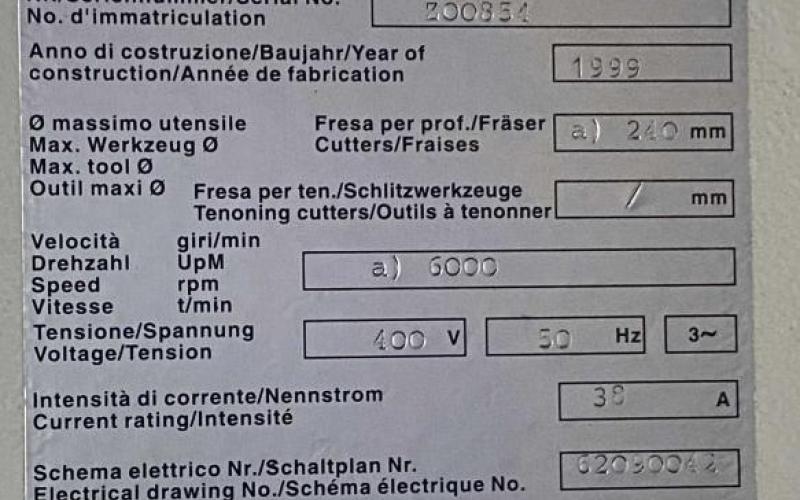 No. d'immatriculation
Z00854
Anno di costruzione/Baujahr/Year of
construction/Année de fabrication
1999
Ø massimo utensile
Max. Werkzeug Ø
Max. tool Ø
Outil maxi Ø
Fresa per prof./Fräser
Cutters/Fraises
a) 240 mm
Fresa per ten./Schlitzwerkzeuge
Tenoning cutters/Outils à tenonner
/ mm
Velocità giri/min
Drehzahl UpM
Speed rpm
Vitesse t/min
a) 6000
Tensione/Spannung
Voltage/Tension
400 V
50 Hz
3~
Intensità di corrente/Nennstrom
Current rating/Intensité
38 A
Schema elettrico Nr./Schaltplan Nr.
Electrical drawing No./Schéma électrique No.